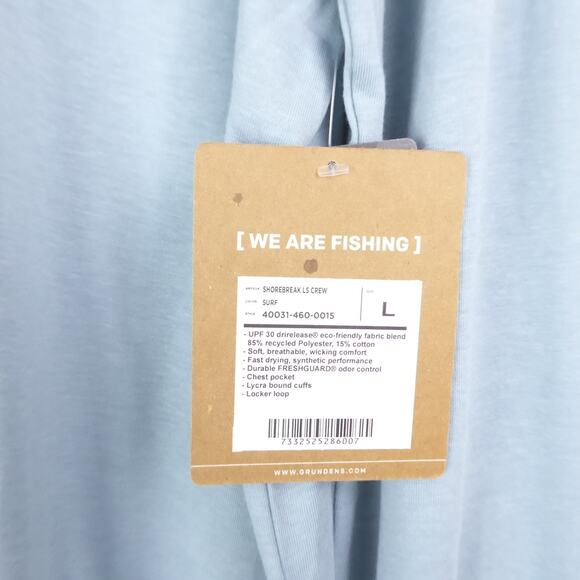 [ WE ARE FISHING ]
ARTICLE SHOREBREAK LS CREW
COLOR SURF
STYLE 40031-460-0015
SIZE L
- UPF 30 drirelease® eco-friendly fabric blend
85% recycled Polyester, 15% cotton
- Soft, breathable, wicking comfort
- Fast drying, synthetic performance
- Durable FRESHGUARD® odor control
- Chest pocket
- Lycra bound cuffs
- Locker loop
7332525286007
WWW.GRUNDENS.COM